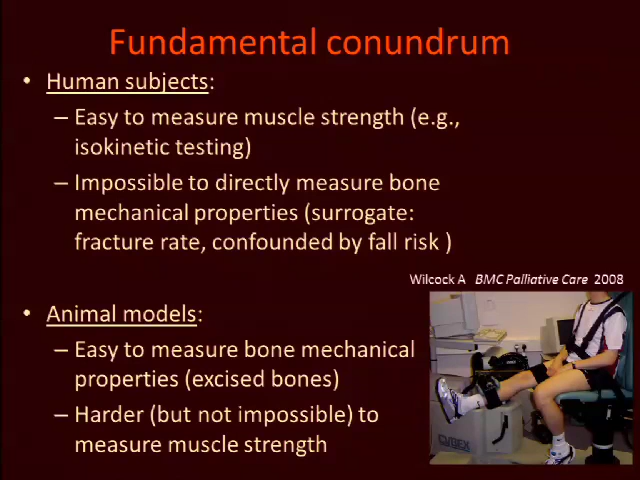 Fundamental conundrum
• Human subjects:
– Easy to measure muscle strength (e.g.,
isokinetic testing)
– Impossible to directly measure bone
mechanical properties (surrogate:
fracture rate, confounded by fall risk )
Wilcock A BMC Palliative Care 2008
• Animal models:
– Easy to measure bone mechanical
properties (excised bones)
– Harder (but not impossible) to
measure muscle strength
CYBEX